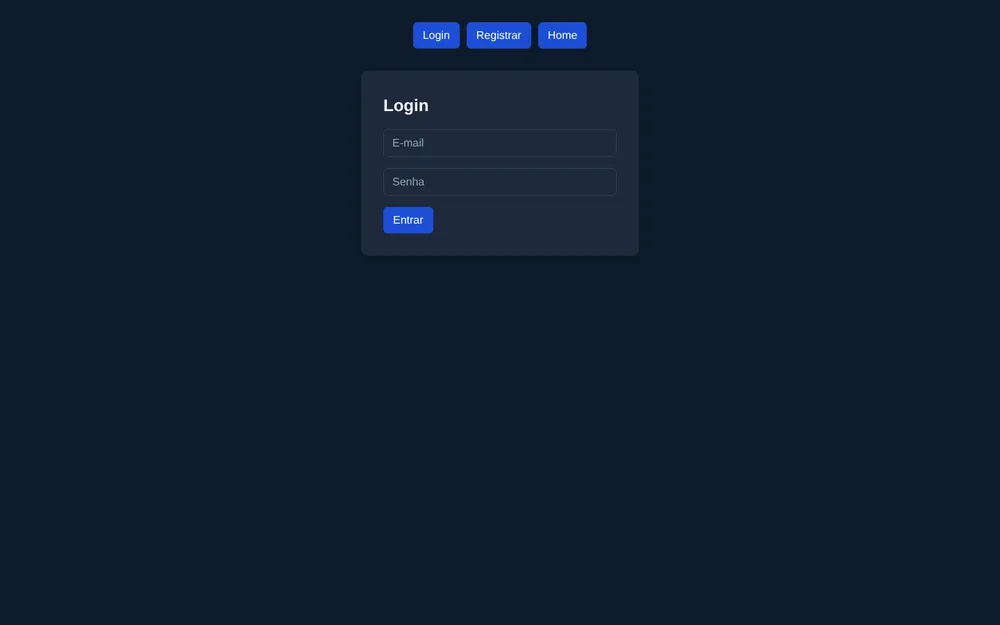 Login Registrar Home
Login
E-mail
Senha
Entrar